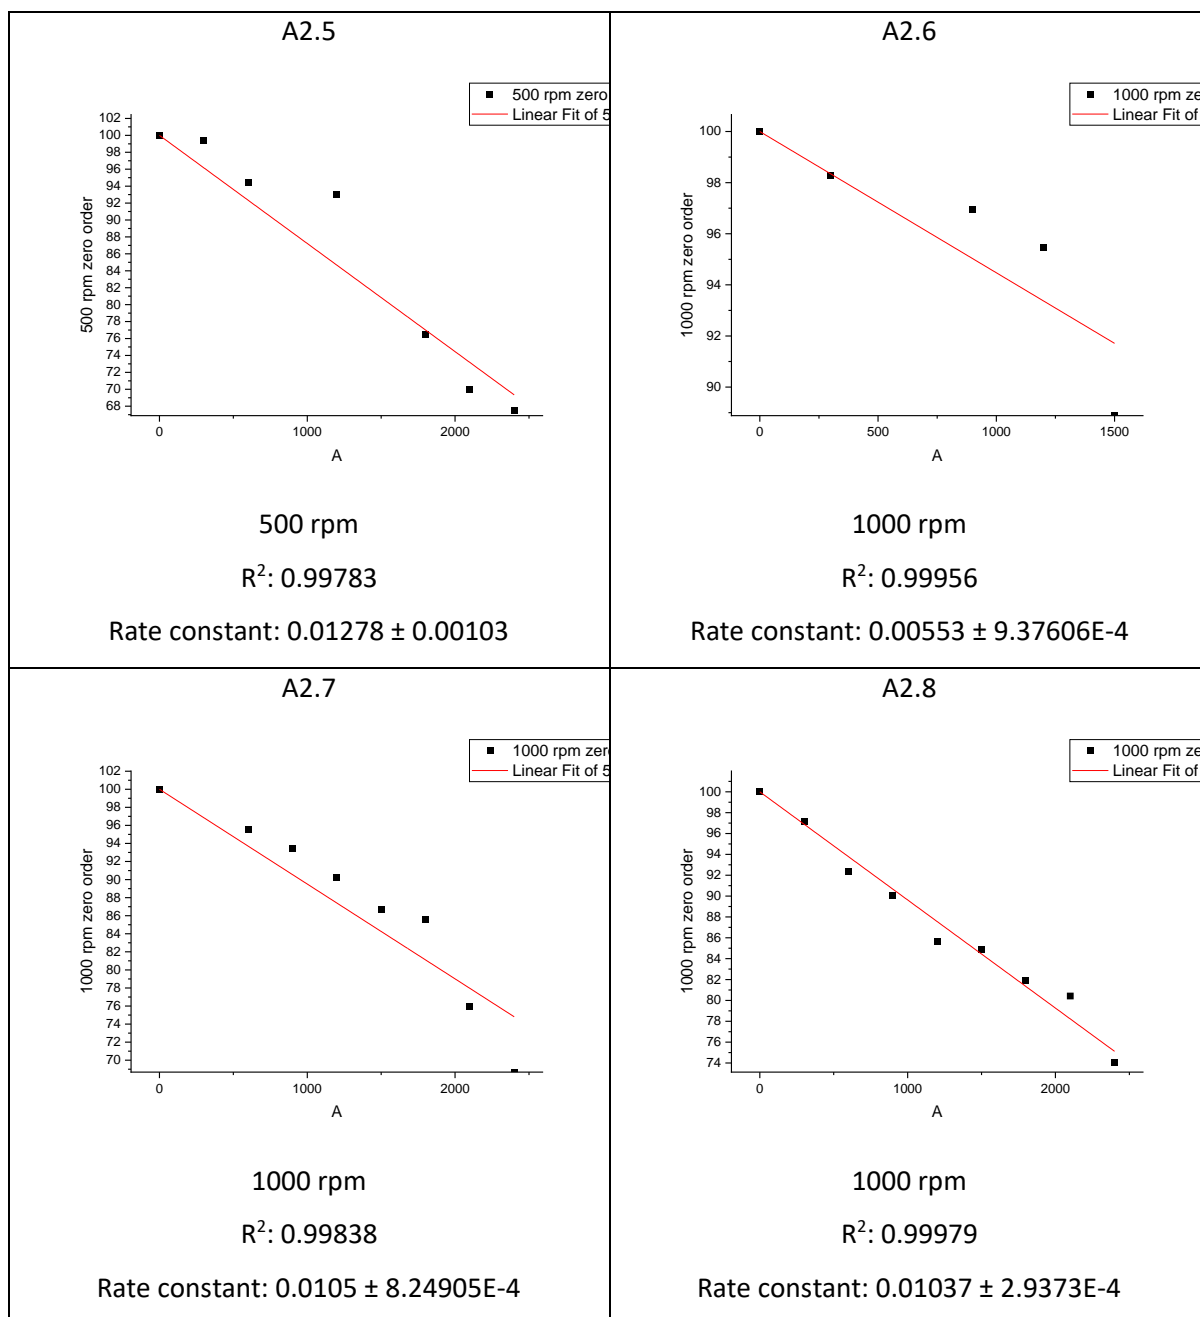 A2.5
500 rpm zero
Linear Fit of 5
102
100
98
96
94
92
90
88
86
84
82
80
78
76
74
72
70
68
500 rpm zero order
0
1000
2000
A
500 rpm
R²: 0.99783
Rate constant: 0.01278 ± 0.00103
A2.6
1000 rpm ze
Linear Fit of
100
98
96
94
92
90
1000 rpm zero order
0
500
1000
1500
A
1000 rpm
R²: 0.99956
Rate constant: 0.00553 ± 9.37606E-4
A2.7
1000 rpm zer
Linear Fit of 5
102
100
98
96
94
92
90
88
86
84
82
80
78
76
74
72
70
1000 rpm zero order
0
1000
2000
A
1000 rpm
R²: 0.99838
Rate constant: 0.0105 ± 8.24905E-4
A2.8
1000 rpm ze
Linear Fit of
100
98
96
94
92
90
88
86
84
82
80
78
76
74
1000 rpm zero order
0
1000
2000
A
1000 rpm
R²: 0.99979
Rate constant: 0.01037 ± 2.9373E-4